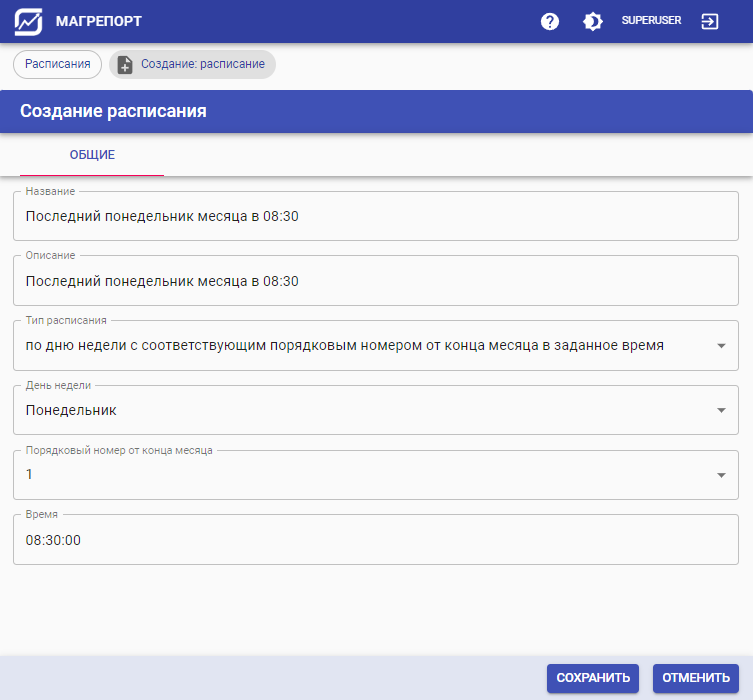 МАГРЕПОРТ
SUPERUSER
Расписания
Создание: расписание
Создание расписания
ОБЩИЕ
Название
Последний понедельник месяца в 08:30
Описание
Последний понедельник месяца в 08:30
Тип расписания
по дню недели с соответствующим порядковым номером от конца месяца в заданное время
День недели
Понедельник
Порядковый номер от конца месяца
1
Время
08:30:00
СОХРАНИТЬ
ОТМЕНИТЬ